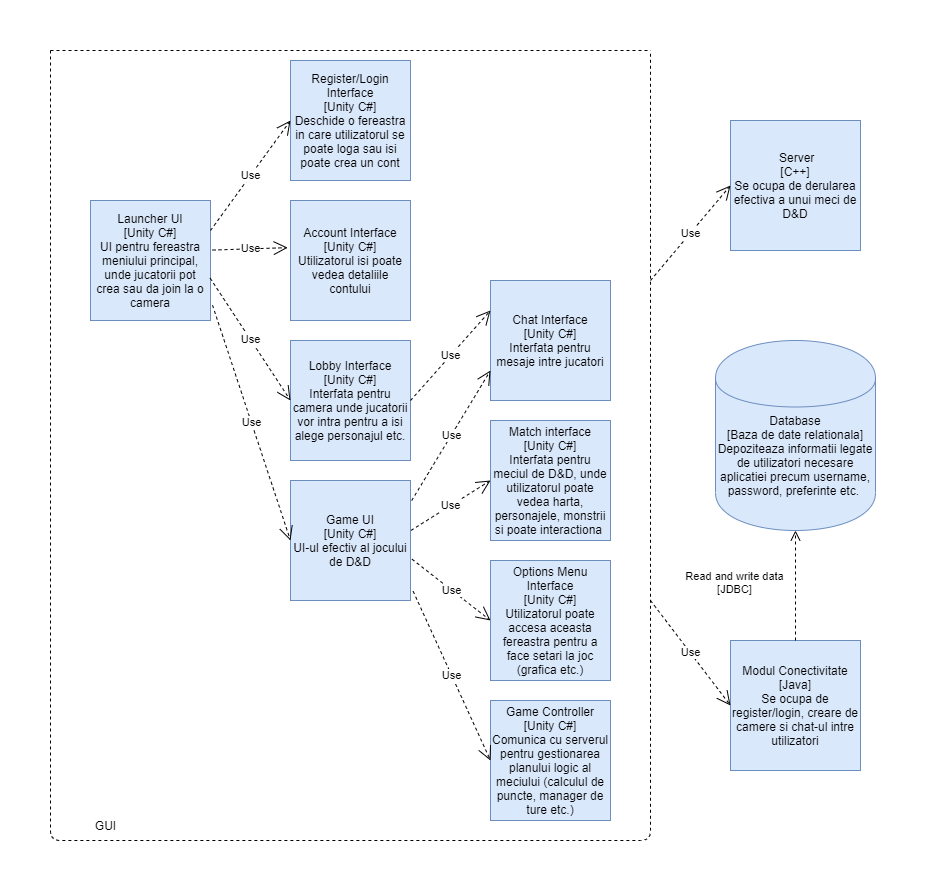 Register/Login
Interface
[Unity C#]
Deschide o fereastra
in care utilizatorul se
poate loga sau isi
poate crea un cont
Use
Launcher UI
[Unity C#]
UI pentru fereastra
meniului principal,
unde jucatorii pot
crea sau da join la o
camera
Use
Account Interface
[Unity C#]
Utilizatorul isi poate
vedea detaliile
contului
Use
Lobby Interface
[Unity C#]
Interfata pentru
camera unde jucatorii
vor intra pentru a isi
alege personajul etc.
Use
Game UI
[Unity C#]
UI-ul efectiv al jocului
de D&D
Use
Chat Interface
[Unity C#]
Interfata pentru
mesaje intre jucatori
Use
Match interface
[Unity C#]
Interfata pentru
meciul de D&D, unde
utilizatorul poate
vedea harta,
personajele, monstrii
si poate interactiona
Use
Options Menu
Interface
[Unity C#]
Utilizatorul poate
accesa aceasta
fereastra pentru a
face setari la joc
(grafica etc.)
Use
Use
Game Controller
[Unity C#]
Comunica cu serverul
pentru gestionarea
planului logic al
meciului (calculul de
puncte, manager de
ture etc.)
GUI
Use
Server
[C++]
Se ocupa de derularea
efectiva a unui meci de
D&D
Database
[Baza de date relationala]
Depoziteaza informatii legate
de utilizatori necesare
aplicatiei precum username,
password, preferinte etc.
Read and write data
[JDBC]
Use
Modul Conectivitate
[Java]
Se ocupa de
register/login, creare de
camere si chat-ul intre
utilizatori